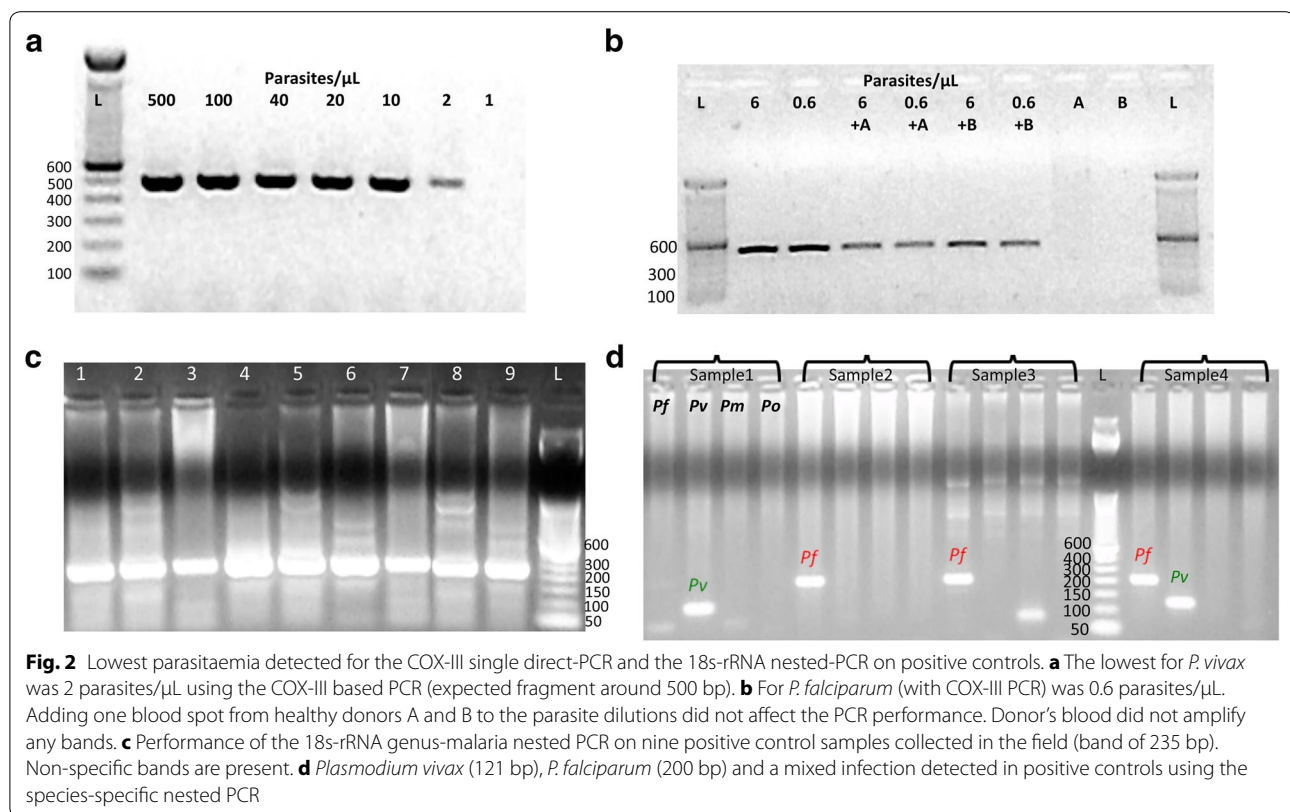 a
Parasites/µL
L 500 100 40 20 10 2 1
600
500
400
300
200
100
b
Parasites/µL
L 6 0.6 6 0.6 6 0.6 A B L
+A +A +B +B
600
300
100
c
1 2 3 4 5 6 7 8 9 L
600
300
200
150
100
50
d
Sample1 Sample2 Sample3 L Sample4
Pf Pv Pm Po
Pf Pf Pf
Pv Pv
600
400
300
200
150
100
50
Fig. 2 Lowest parasitaemia detected for the COX-III single direct-PCR and the 18s-rRNA nested-PCR on positive controls. a The lowest for P. vivax
was 2 parasites/µL using the COX-III based PCR (expected fragment around 500 bp). b For P. falciparum (with COX-III PCR) was 0.6 parasites/µL.
Adding one blood spot from healthy donors A and B to the parasite dilutions did not affect the PCR performance. Donor's blood did not amplify
any bands. c Performance of the 18s-rRNA genus-malaria nested PCR on nine positive control samples collected in the field (band of 235 bp).
Non-specific bands are present. d Plasmodium vivax (121 bp), P. falciparum (200 bp) and a mixed infection detected in positive controls using the
species-specific nested PCR